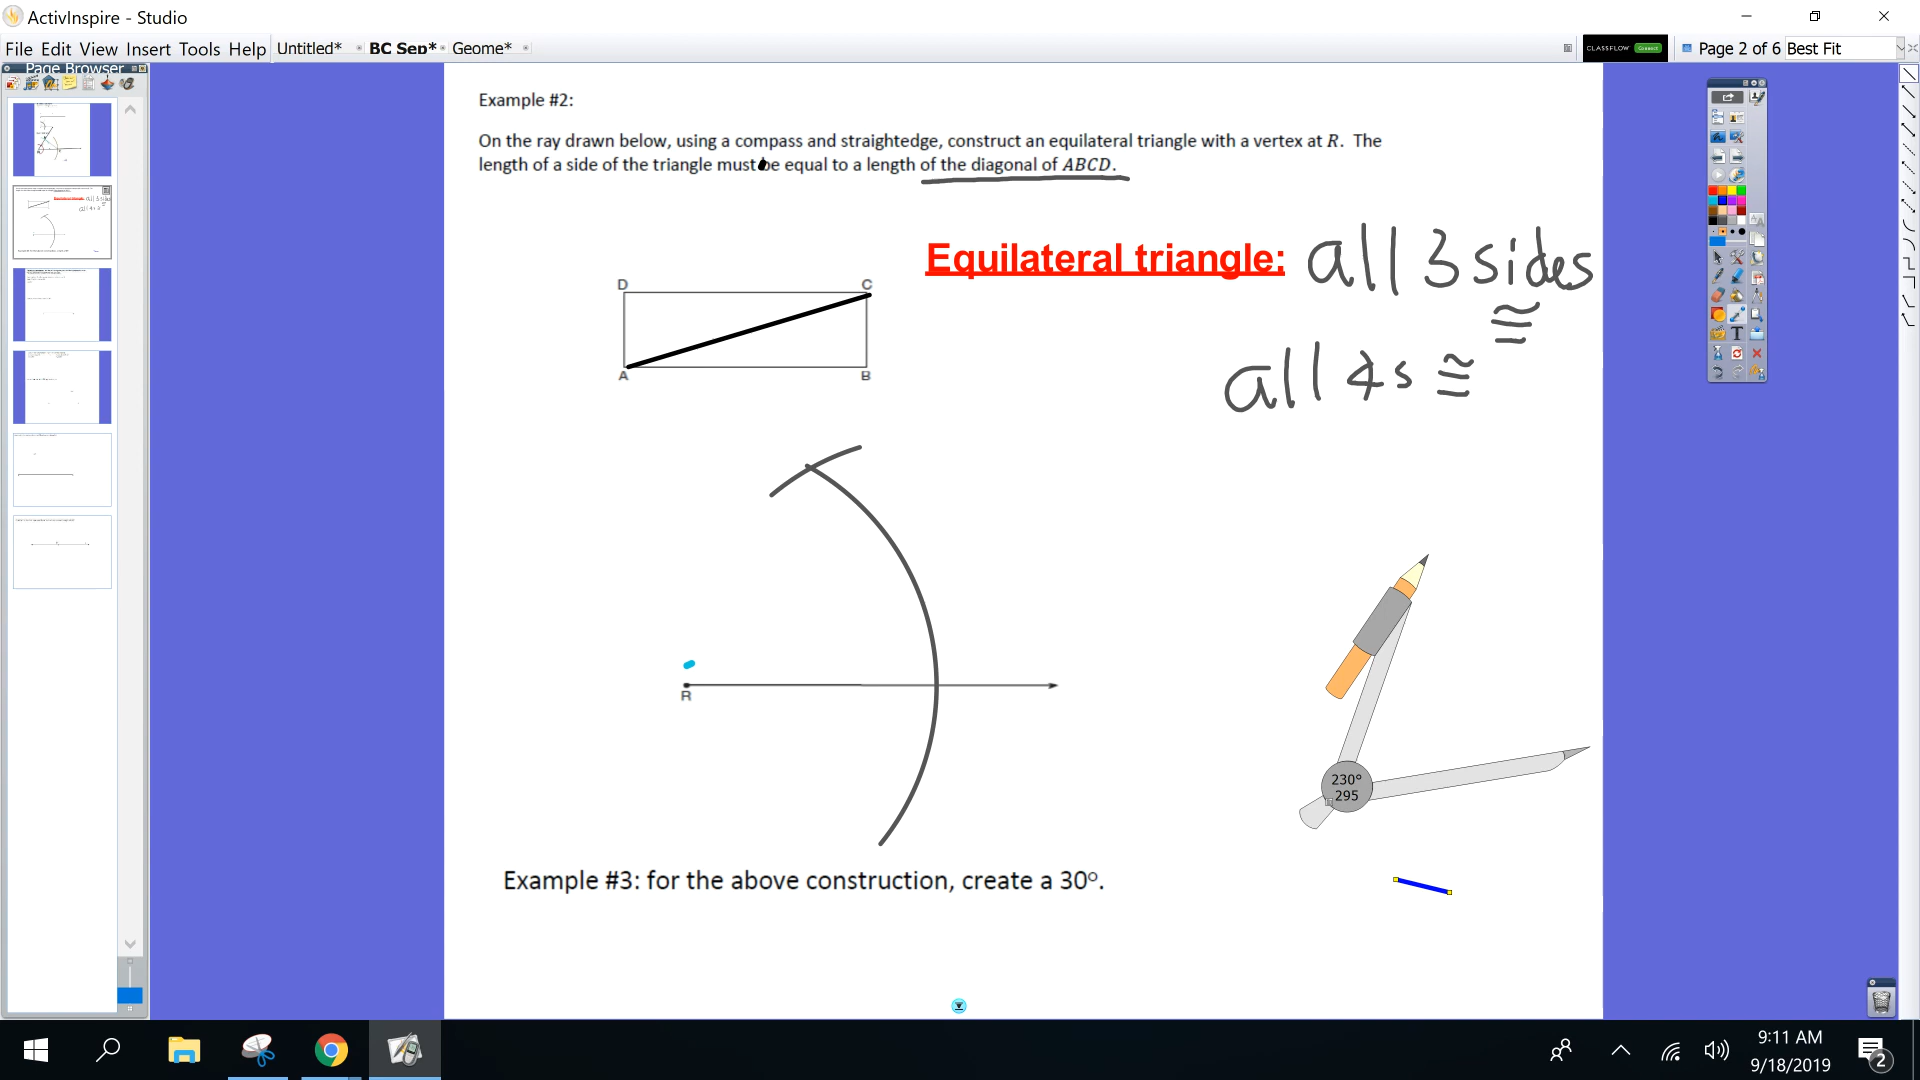 ActivInspire - Studio
File Edit View Insert Tools Help
Untitled* BC Sep* Geome*
CLASSFLOW Connect
Page 2 of 6 Best Fit
Page Browser
Example #2:
On the ray drawn below, using a compass and straightedge, construct an equilateral triangle with a vertex at R. The
length of a side of the triangle must be equal to a length of the diagonal of ABCD.
Equilateral triangle: all 3 sides
≅
all ∡s ≅
D C
A B
R
230°
295
Example #3: for the above construction, create a 30°.
9:11 AM
9/18/2019
2